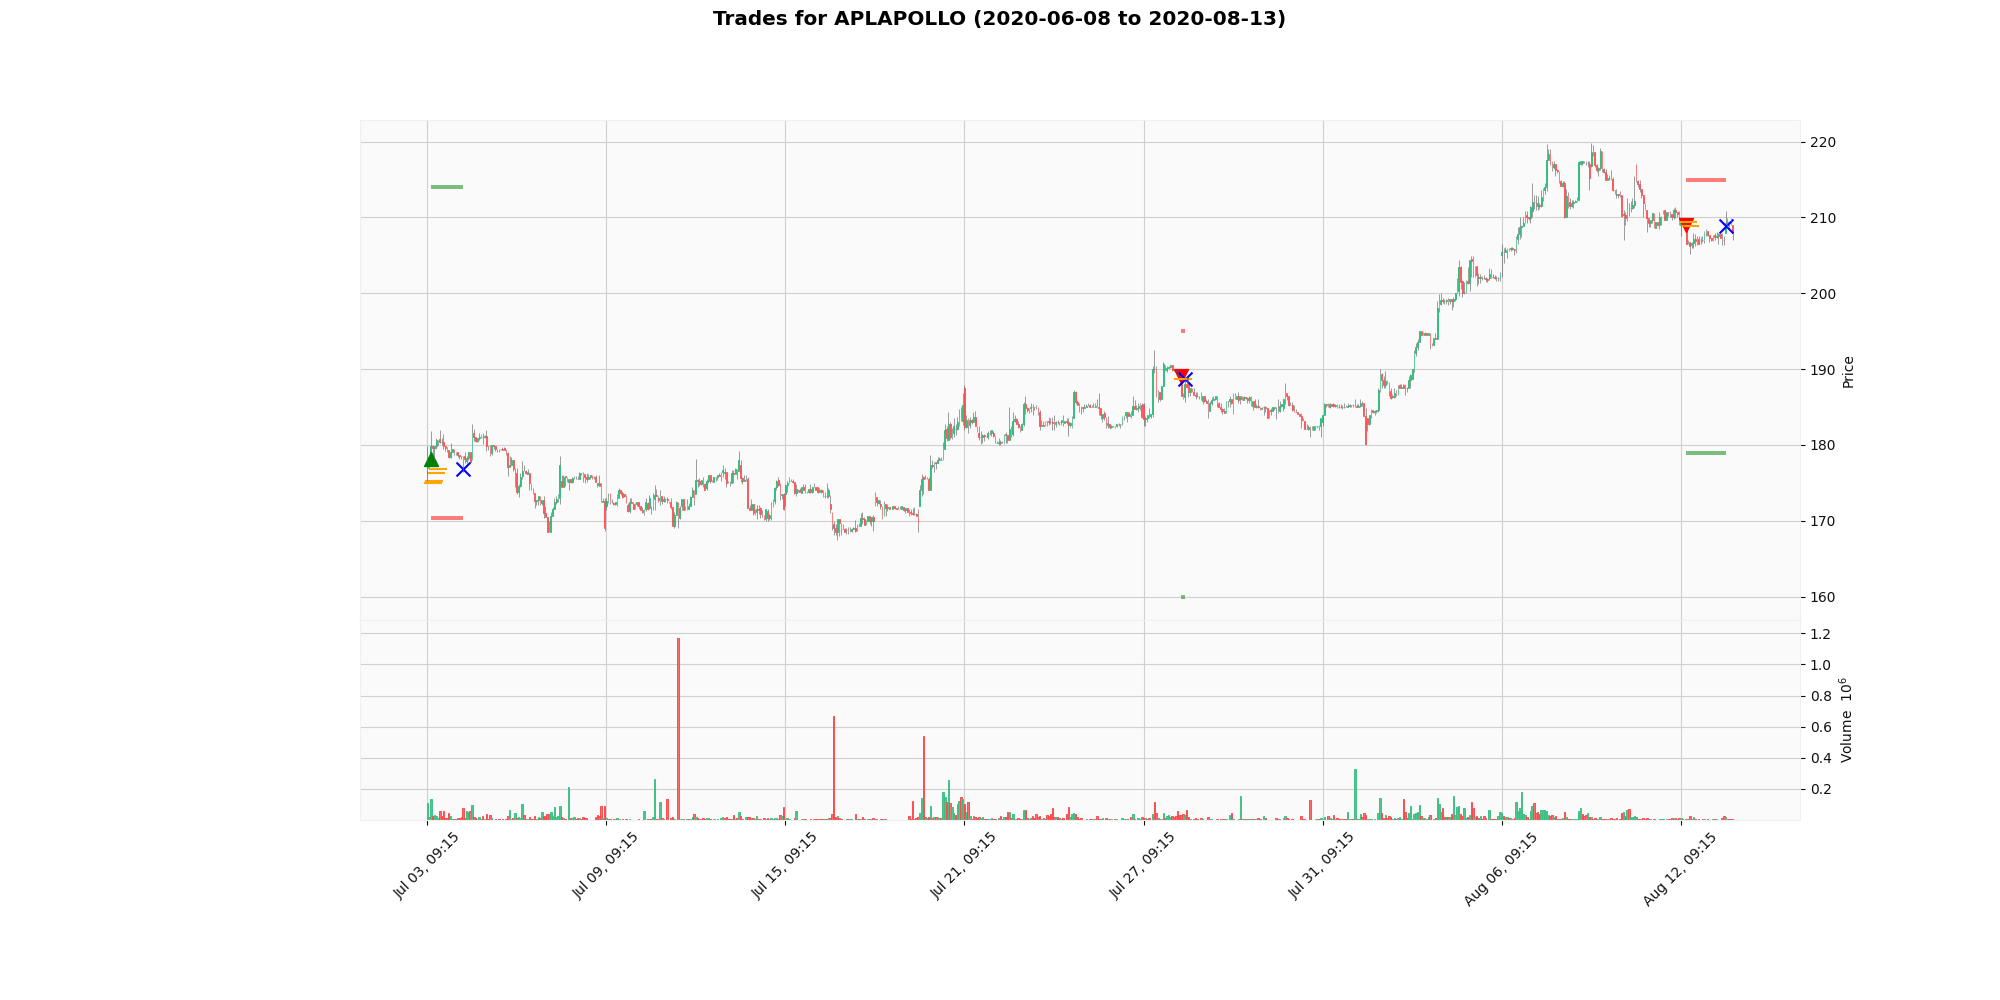 Trades for APLAPOLLO (2020-06-08 to 2020-08-13)
220
210
200
190
180
170
160
Price
1.2
1.0
0.8
0.6
0.4
0.2
Volume 10⁶
Jul 03, 09:15
Jul 09, 09:15
Jul 15, 09:15
Jul 21, 09:15
Jul 27, 09:15
Jul 31, 09:15
Aug 06, 09:15
Aug 12, 09:15